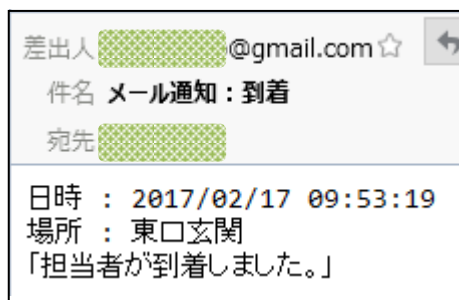 差出人 @gmail.com
件名 メール通知：到着
宛先
日時 : 2017/02/17 09:53:19
場所 : 東口玄関
「担当者が到着しました。」